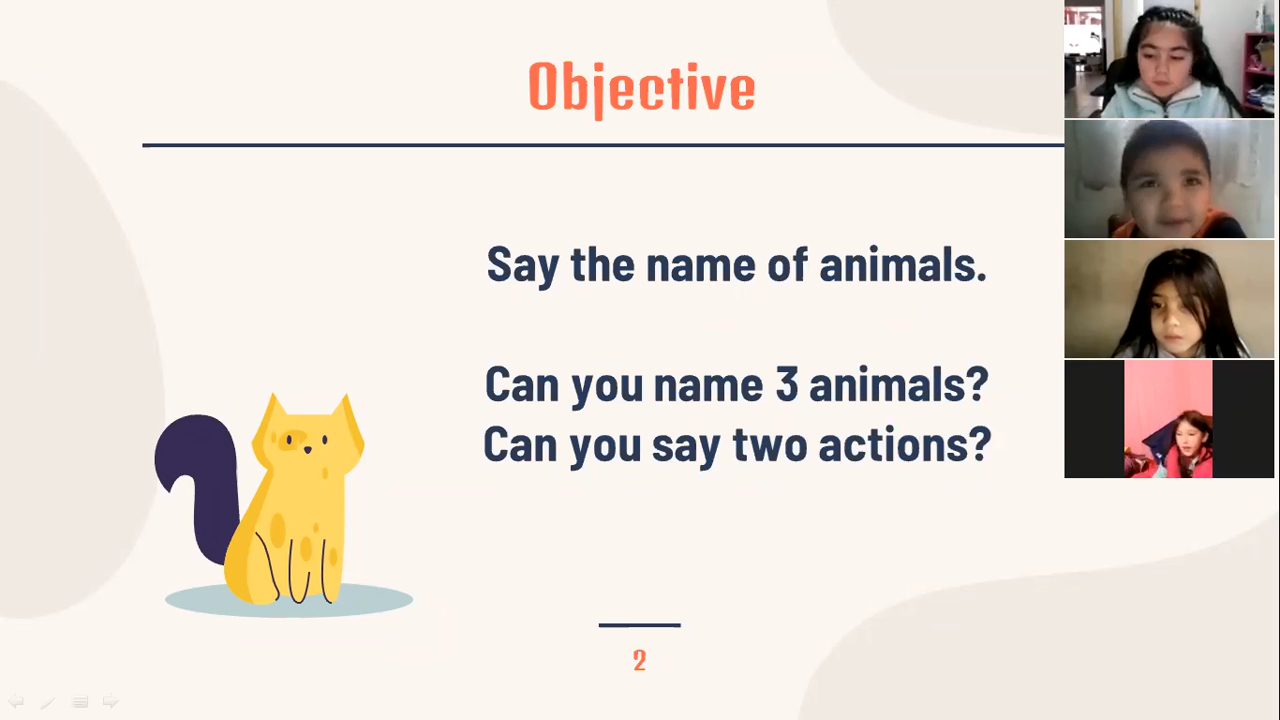 Objective
Say the name of animals.
Can you name 3 animals?
Can you say two actions?
2